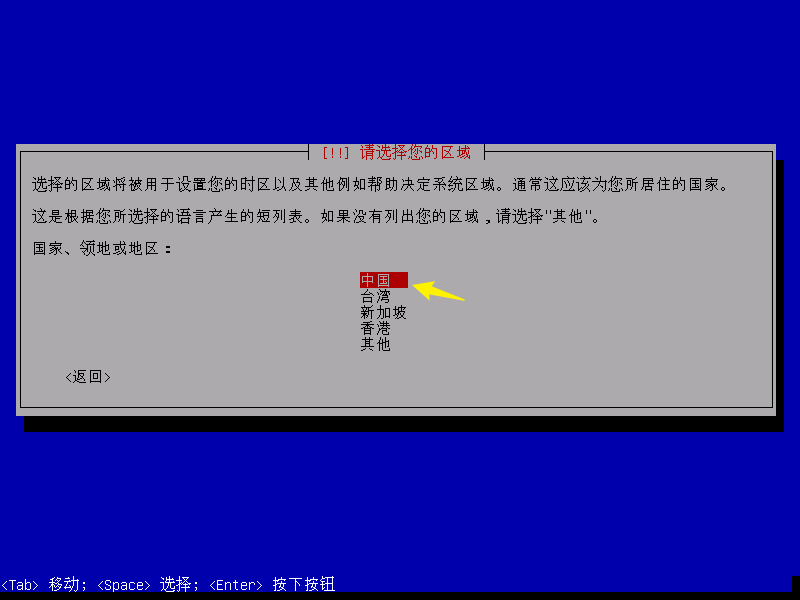 [!!] 请选择您的区域
选择的区域将被用于设置您的时区以及其他例如帮助决定系统区域。通常这应该为您所居住的国家。
这是根据您所选择的语言产生的短列表。如果没有列出您的区域，请选择"其他"。
国家、领地或地区：
中国
台湾
新加坡
香港
其他
<返回>
<Tab> 移动; <Space> 选择; <Enter> 按下按钮